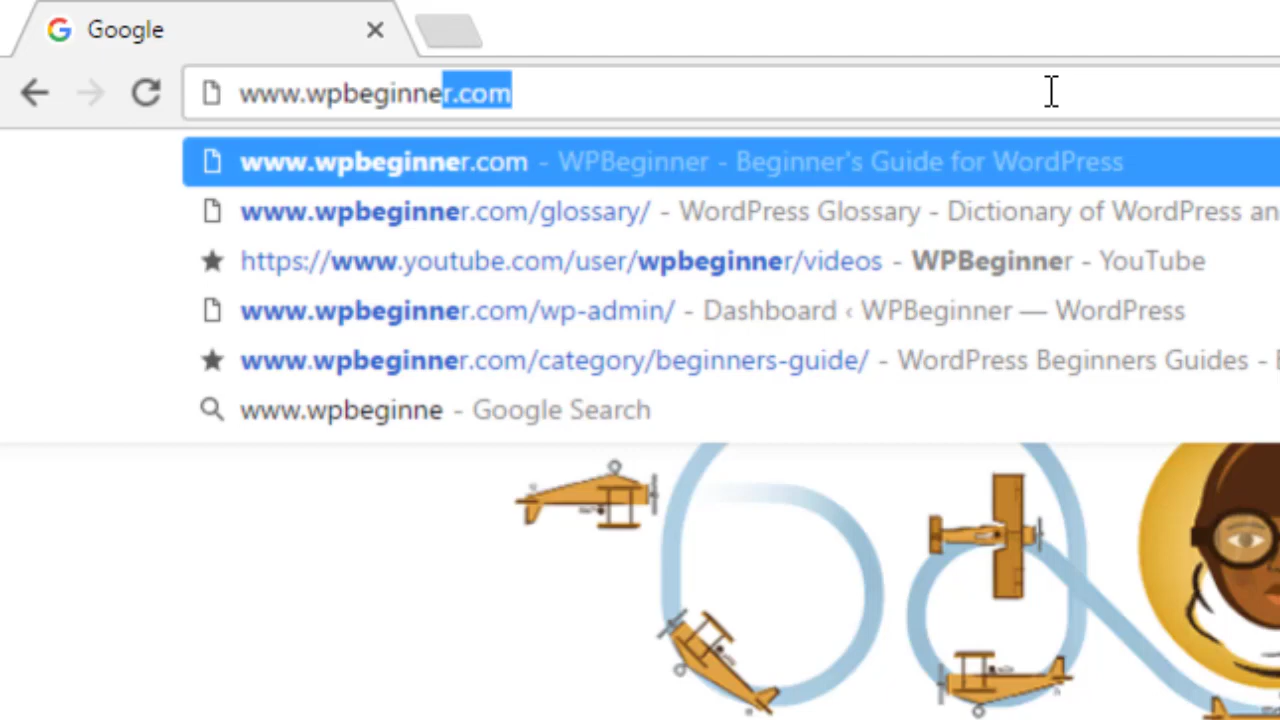 Google
www.wpbeginner.com
www.wpbeginner.com - WPBeginner - Beginner's Guide for WordPress
www.wpbeginner.com/glossary/ - WordPress Glossary - Dictionary of WordPress an
https://www.youtube.com/user/wpbeginner/videos - WPBeginner - YouTube
www.wpbeginner.com/wp-admin/ - Dashboard ‹ WPBeginner — WordPress
www.wpbeginner.com/category/beginners-guide/ - WordPress Beginners Guides -
www.wpbeginne - Google Search